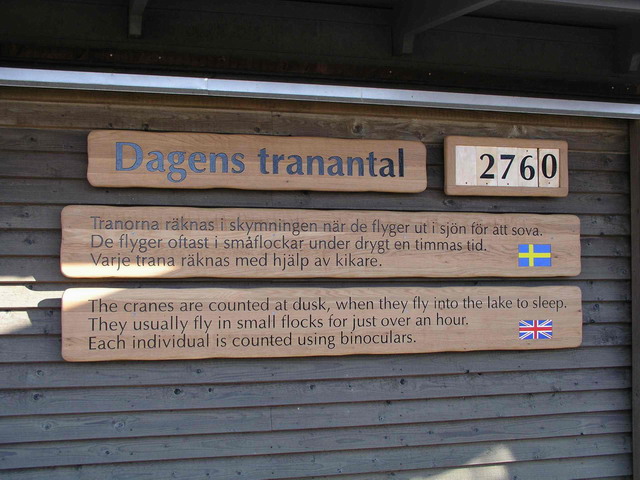 Dagens tranantal
2760
Tranorna räknas i skymningen när de flyger ut i sjön för att sova.
De flyger oftast i småflockar under drygt en timmas tid.
Varje trana räknas med hjälp av kikare.
The cranes are counted at dusk, when they fly into the lake to sleep.
They usually fly in small flocks for just over an hour.
Each individual is counted using binoculars.